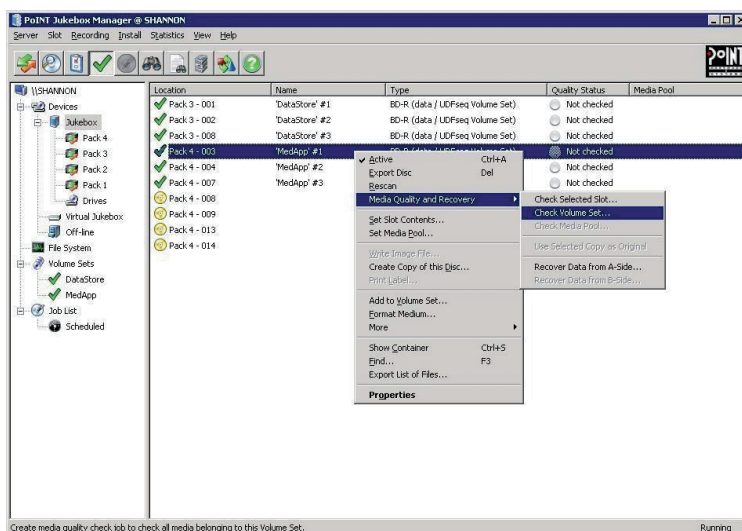 PoINT Jukebox Manager @ SHANNON
Server Slot Recording Install Statistics View Help
PoINT
\\SHANNON
Devices
Jukebox
Pack 4
Pack 3
Pack 2
Pack 1
Drives
Virtual Jukebox
Off-line
File System
Volume Sets
DataStore
MedApp
Job List
Scheduled
Location Name Type Quality Status Media Pool
Pack 3 - 001 'DataStore' #1 BD-R (data / UDFseq Volume Set) Not checked
Pack 3 - 002 'DataStore' #2 BD-R (data / UDFseq Volume Set) Not checked
Pack 3 - 008 'DataStore' #3 BD-R (data / UDFseq Volume Set) Not checked
Pack 4 - 003 'MedApp' #1 BD-R (data / UDFseq Volume Set) Not checked
Pack 4 - 004 'MedApp' #2 Not checked
Pack 4 - 007 'MedApp' #3 Not checked
Pack 4 - 008
Pack 4 - 009
Pack 4 - 013
Pack 4 - 014
Active Ctrl+A
Export Disc Del
Rescan
Media Quality and Recovery
Set Slot Contents...
Set Media Pool...
Write Image File...
Create Copy of this Disc...
Print Label...
Add to Volume Set...
Format Medium...
More
Show Container Ctrl+S
Find... F3
Export List of Files...
Properties
Check Selected Slot...
Check Volume Set...
Check Media Pool...
Use Selected Copy as Original
Recover Data from A-Side...
Recover Data from B-Side...
Create media quality check job to check all media belonging to this Volume Set. Running